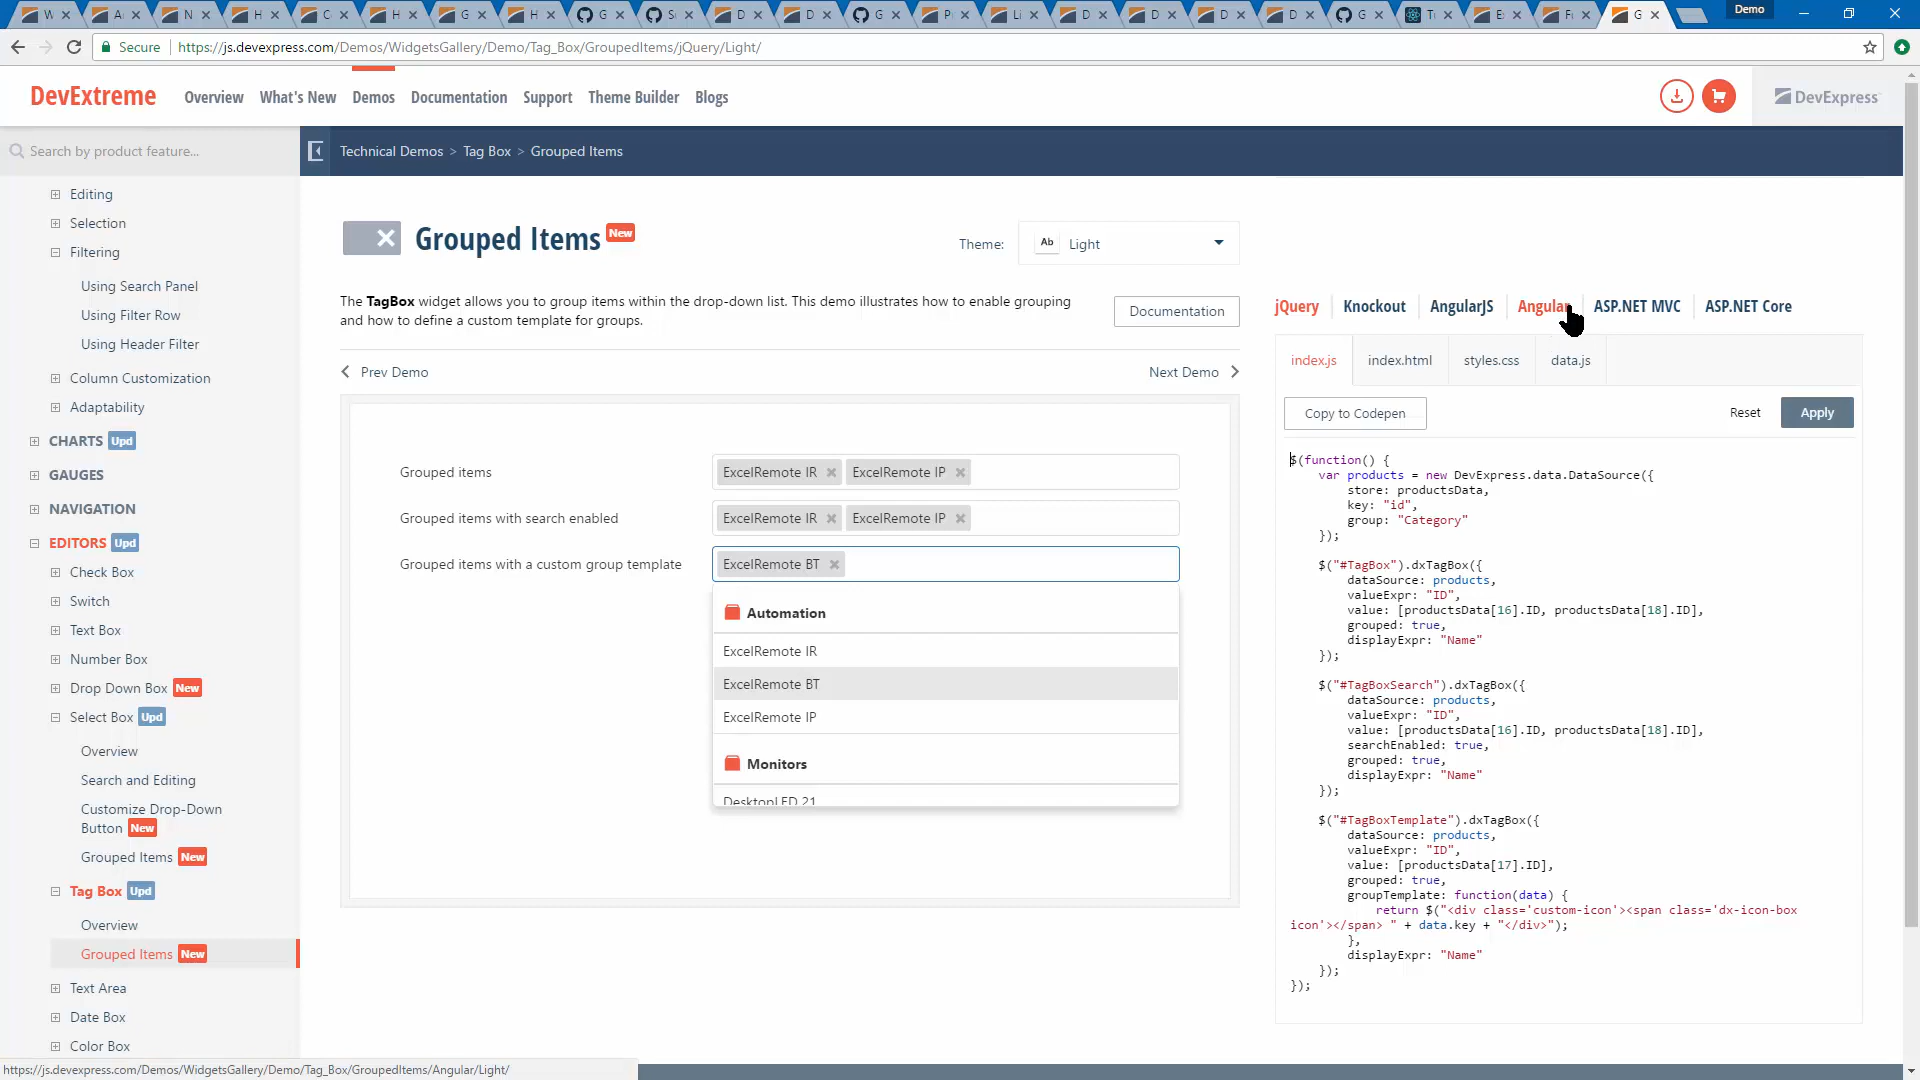 Demo
Secure https://js.devexpress.com/Demos/WidgetsGallery/Demo/Tag_Box/GroupedItems/jQuery/Light/
DevExtreme Overview What's New Demos Documentation Support Theme Builder Blogs DevExpress
Search by product feature...
Technical Demos > Tag Box > Grouped Items
Editing
Selection
Filtering
Using Search Panel
Using Filter Row
Using Header Filter
Column Customization
Adaptability
CHARTS Upd
GAUGES
NAVIGATION
EDITORS Upd
Check Box
Switch
Text Box
Number Box
Drop Down Box New
Select Box Upd
Overview
Search and Editing
Customize Drop-Down
Button New
Grouped Items New
Tag Box Upd
Overview
Grouped Items New
Text Area
Date Box
Color Box
Grouped Items New
Theme: Ab Light
The TagBox widget allows you to group items within the drop-down list. This demo illustrates how to enable grouping
and how to define a custom template for groups.
Documentation
Prev Demo
Next Demo
Grouped items ExcelRemote IR ExcelRemote IP
Grouped items with search enabled ExcelRemote IR ExcelRemote IP
Grouped items with a custom group template ExcelRemote BT
Automation
ExcelRemote IR
ExcelRemote BT
ExcelRemote IP
Monitors
DesktopLED 21
jQuery Knockout AngularJS Angular ASP.NET MVC ASP.NET Core
index.js index.html styles.css data.js
Copy to Codepen Reset Apply
$(function() {
var products = new DevExpress.data.DataSource({
store: productsData,
key: "id",
group: "Category"
});
$("#TagBox").dxTagBox({
dataSource: products,
valueExpr: "ID",
value: [productsData[16].ID, productsData[18].ID],
grouped: true,
displayExpr: "Name"
});
$("#TagBoxSearch").dxTagBox({
dataSource: products,
valueExpr: "ID",
value: [productsData[16].ID, productsData[18].ID],
searchEnabled: true,
grouped: true,
displayExpr: "Name"
});
$("#TagBoxTemplate").dxTagBox({
dataSource: products,
valueExpr: "ID",
value: [productsData[17].ID],
grouped: true,
groupTemplate: function(data) {
return $("<div class='custom-icon'><span class='dx-icon-box
icon'></span> " + data.key + "</div>");
},
displayExpr: "Name"
});
});
https://js.devexpress.com/Demos/WidgetsGallery/Demo/Tag_Box/GroupedItems/Angular/Light/